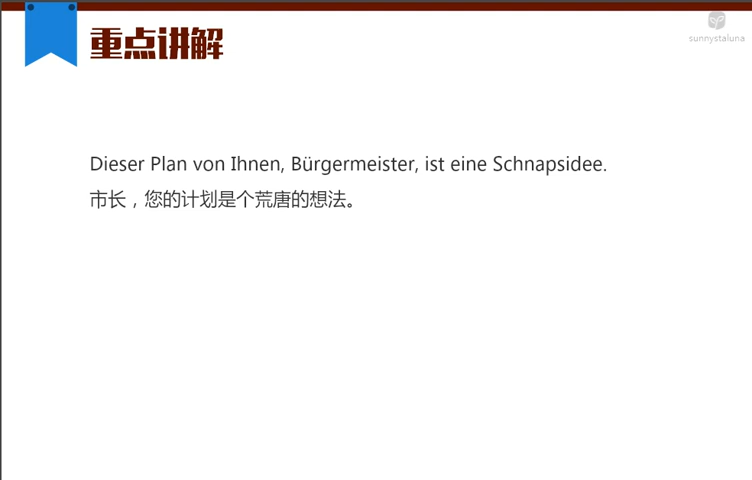 重点讲解
sunnystaluna
Dieser Plan von Ihnen, Bürgermeister, ist eine Schnapsidee.
市长，您的计划是个荒唐的想法。